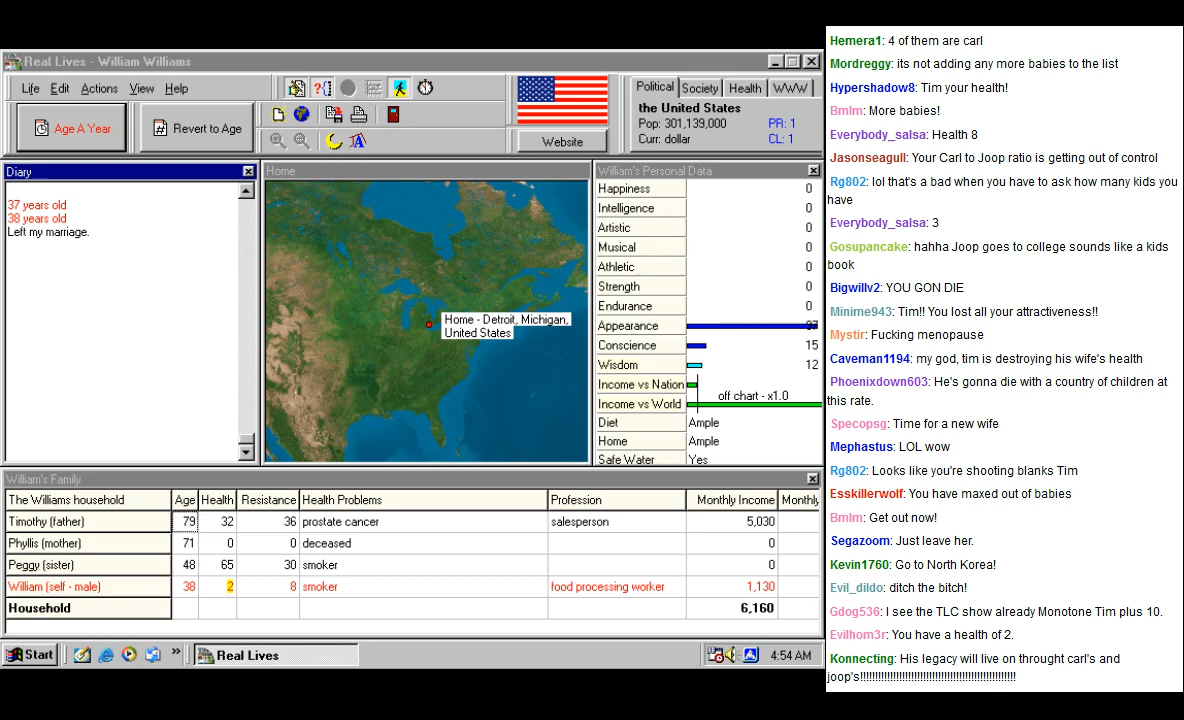 Real Lives - William Williams
Life Edit Actions View Help
Age A Year
Revert to Age
Website
Political Society Health WWW
the United States
Pop: 301,139,000 PR: 1
Curr: dollar CL: 1
Diary
37 years old
38 years old
Left my marriage.
Home
Home - Detroit, Michigan,
United States
William's Personal Data
Happiness 0
Intelligence 0
Artistic 0
Musical 0
Athletic 0
Strength 0
Endurance 0
Appearance 97
Conscience 15
Wisdom 12
Income vs Nation
Income vs World off chart - x1.0
Diet Ample
Home Ample
Safe Water Yes
William's Family
The Williams household Age Health Resistance Health Problems Profession Monthly Income Monthly
Timothy (father) 79 32 36 prostate cancer salesperson 5,030
Phyllis (mother) 71 0 0 deceased 0
Peggy (sister) 48 65 30 smoker 0
William (self - male) 38 2 8 smoker food processing worker 1,130
Household 6,160
Start
Real Lives
4:54 AM
Hemera1: 4 of them are carl
Mordreggy: its not adding any more babies to the list
Hypershadow8: Tim your health!
Bmlm: More babies!
Everybody_salsa: Health 8
Jasonseagull: Your Carl to Joop ratio is getting out of control
Rg802: lol that's a bad when you have to ask how many kids you
have
Everybody_salsa: 3
Gosupancake: hahha Joop goes to college sounds like a kids
book
Bigwillv2: YOU GON DIE
Minime943: Tim!! You lost all your attractiveness!!
Mystir: Fucking menopause
Caveman1194: my god, tim is destroying his wife's health
Phoenixdown603: He's gonna die with a country of children at
this rate.
Specopsg: Time for a new wife
Mephastus: LOL wow
Rg802: Looks like you're shooting blanks Tim
Esskillerwolf: You have maxed out of babies
Bmlm: Get out now!
Segazoom: Just leave her.
Kevin1760: Go to North Korea!
Evil_dildo: ditch the bitch!
Gdog536: I see the TLC show already Monotone Tim plus 10.
Evilhom3r: You have a health of 2.
Konnecting: His legacy will live on throught carl's and
joop's!!!!!!!!!!!!!!!!!!!!!!!!!!!!!!!!!!!!!!!!!!!!!!!!!!!!